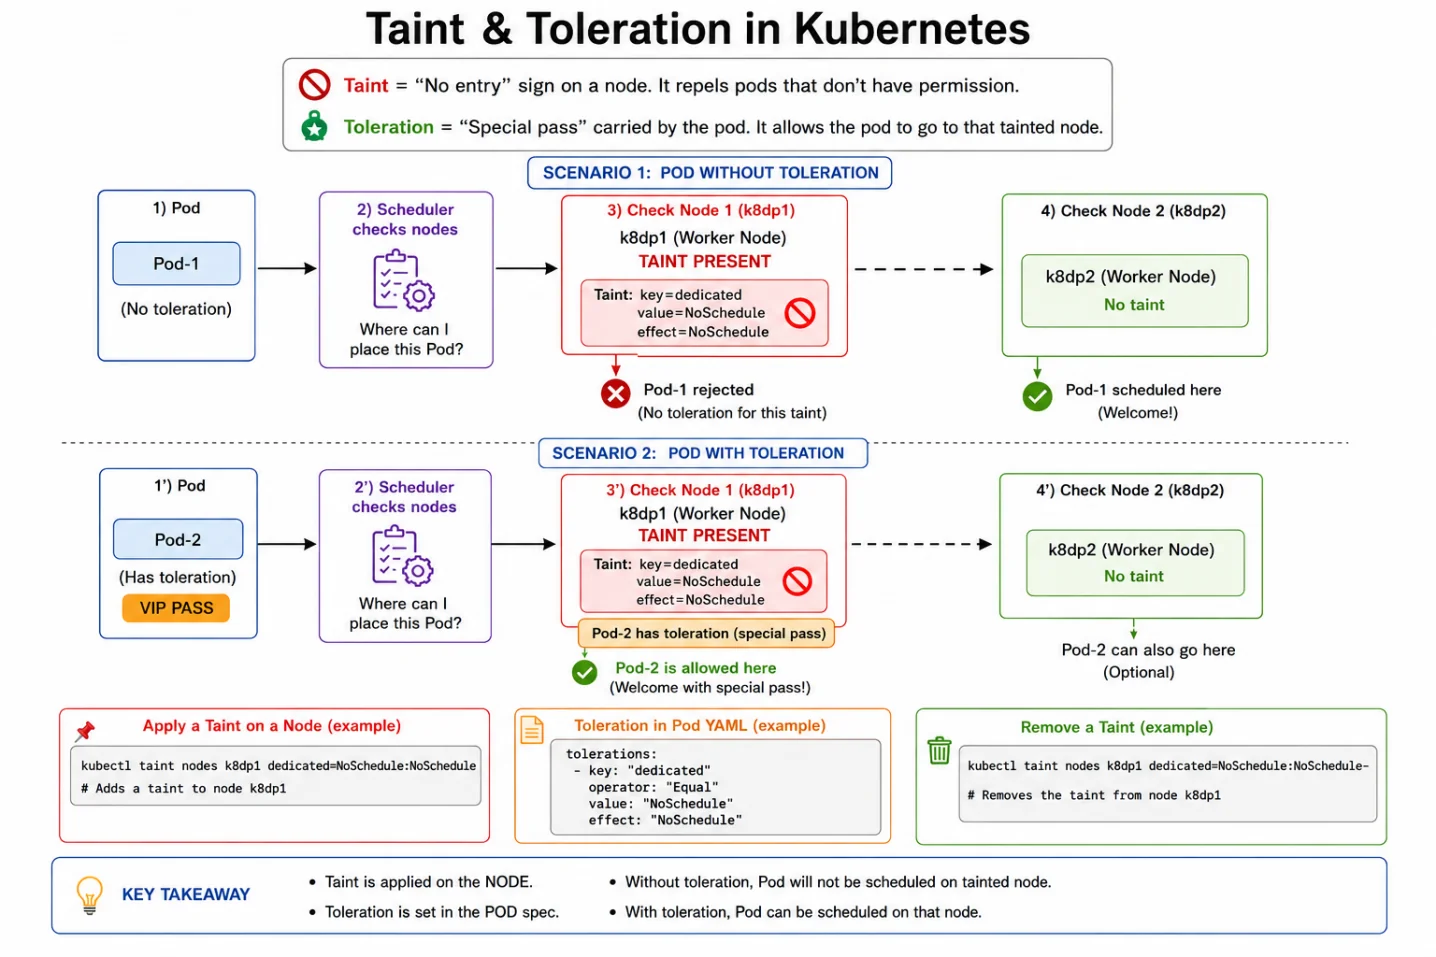 Taint & Toleration in Kubernetes
Taint = “No entry” sign on a node. It repels pods that don’t have permission.
Toleration = “Special pass” carried by the pod. It allows the pod to go to that tainted node.
SCENARIO 1: POD WITHOUT TOLERATION
1) Pod
Pod-1
(No toleration)
2) Scheduler
checks nodes
Where can I
place this Pod?
3) Check Node 1 (k8dp1)
k8dp1 (Worker Node)
TAINT PRESENT
Taint: key=dedicated
value=NoSchedule
effect=NoSchedule
Pod-1 rejected
(No toleration for this taint)
4) Check Node 2 (k8dp2)
k8dp2 (Worker Node)
No taint
Pod-1 scheduled here
(Welcome!)
SCENARIO 2: POD WITH TOLERATION
1’) Pod
Pod-2
(Has toleration)
VIP PASS
2’) Scheduler
checks nodes
Where can I
place this Pod?
3’) Check Node 1 (k8dp1)
k8dp1 (Worker Node)
TAINT PRESENT
Taint: key=dedicated
value=NoSchedule
effect=NoSchedule
Pod-2 has toleration (special pass)
Pod-2 is allowed here
(Welcome with special pass!)
4’) Check Node 2 (k8dp2)
k8dp2 (Worker Node)
No taint
Pod-2 can also go here
(Optional)
Apply a Taint on a Node (example)
kubectl taint nodes k8dp1 dedicated=NoSchedule:NoSchedule
# Adds a taint to node k8dp1
Toleration in Pod YAML (example)
tolerations:
- key: "dedicated"
operator: "Equal"
value: "NoSchedule"
effect: "NoSchedule"
Remove a Taint (example)
kubectl taint nodes k8dp1 dedicated=NoSchedule:NoSchedule-
# Removes the taint from node k8dp1
KEY TAKEAWAY
• Taint is applied on the NODE.
• Toleration is set in the POD spec.
• Without toleration, Pod will not be scheduled on tainted node.
• With toleration, Pod can be scheduled on that node.